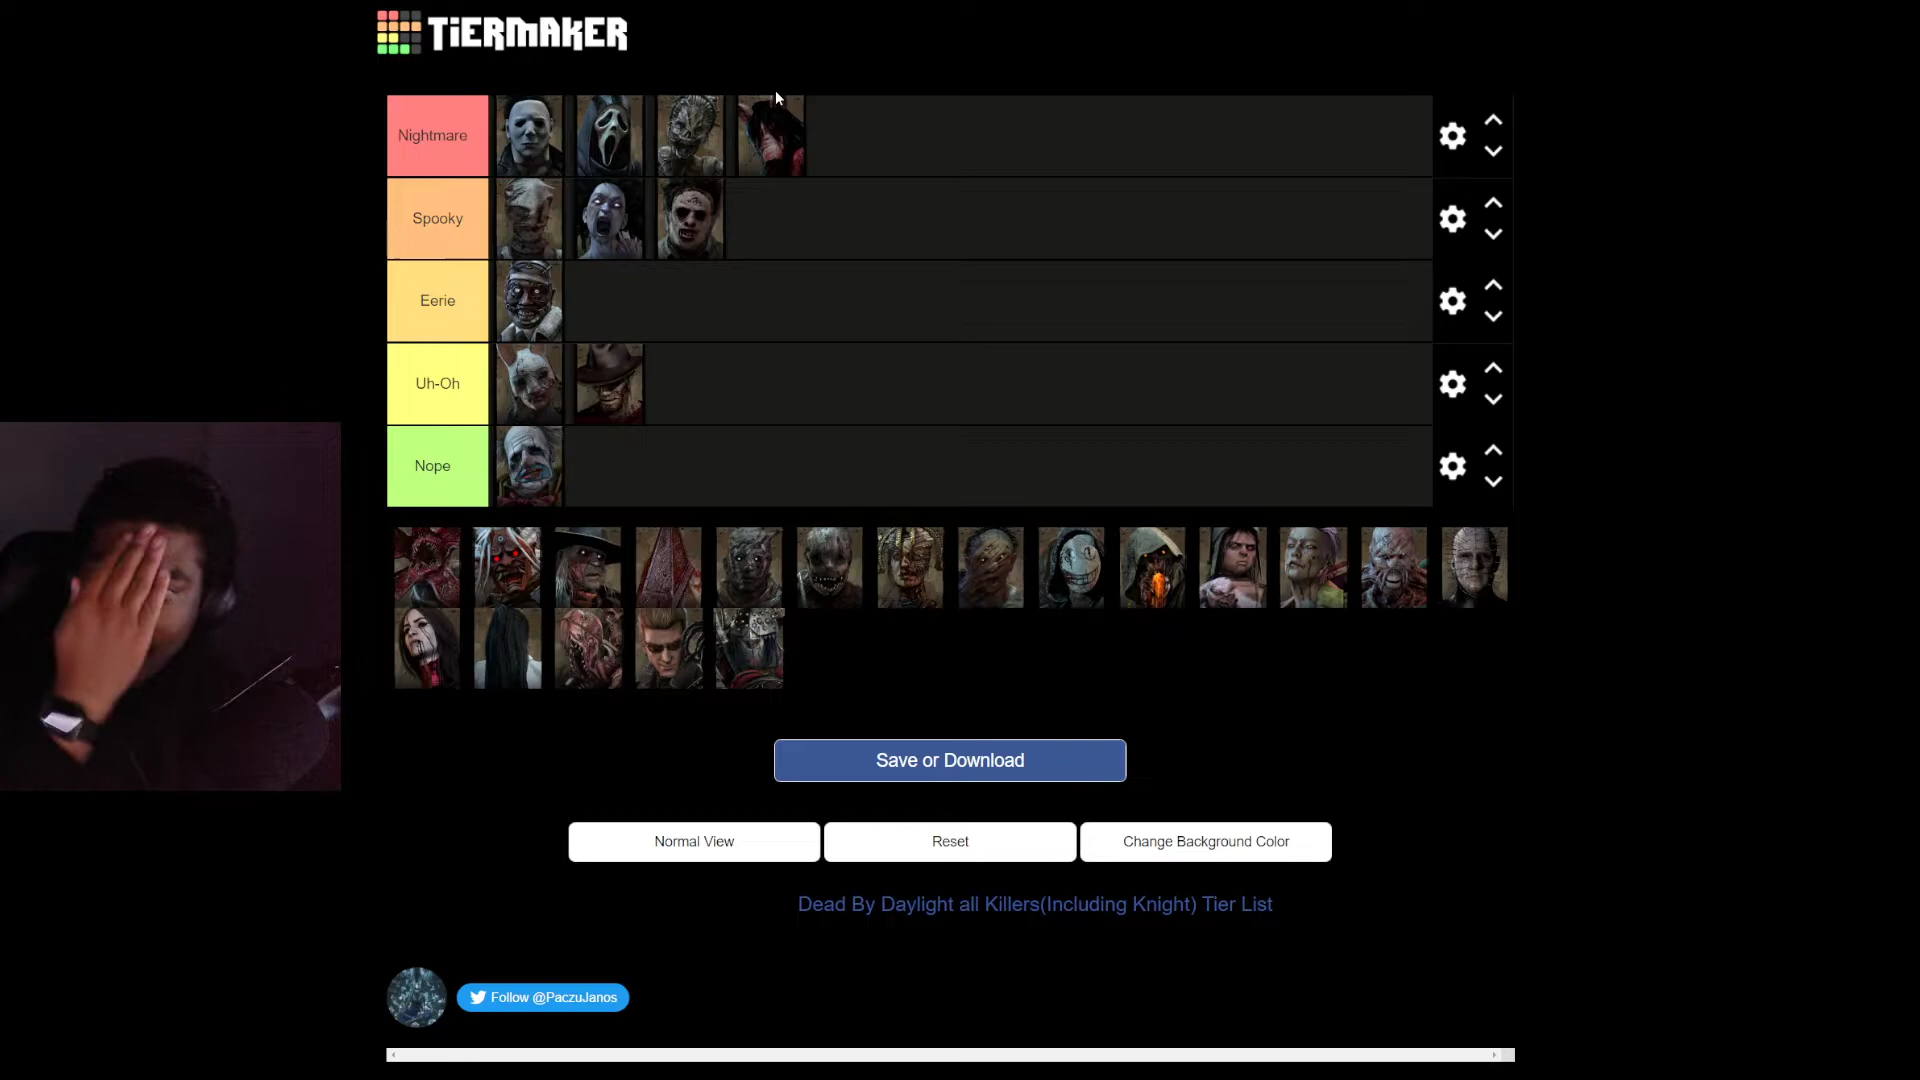 TIERMAKER
Nightmare
Spooky
Eerie
Uh-Oh
Nope
Save or Download
Normal View
Reset
Change Background Color
Dead By Daylight all Killers(Including Knight) Tier List
Follow @PaczuJanos